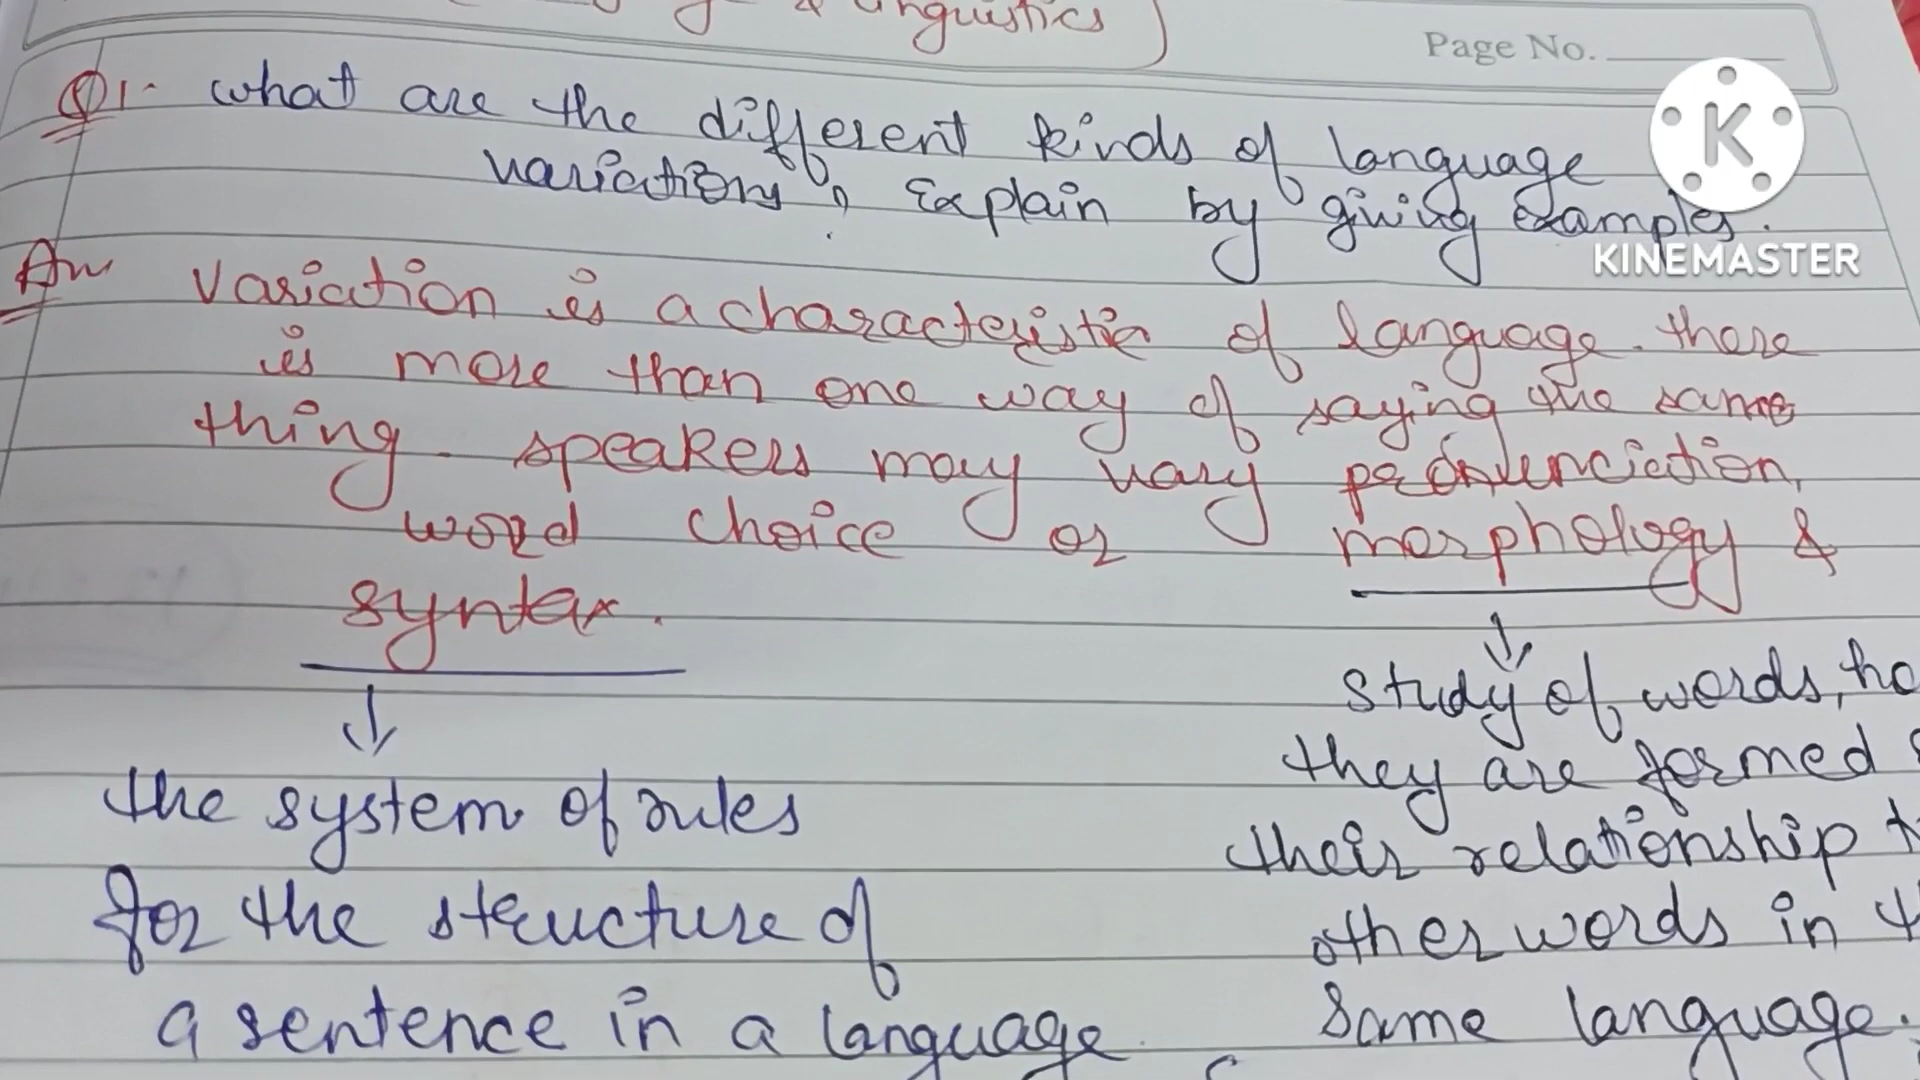 & linguistics)
Page No.
Q1. what are the different kinds of language
variations, Explain by giving examples.
KINEMASTER
Ans Variation is a characteristic of language. there
is more than one way of saying the same
thing. speakers may vary pronunciation,
word choice or morphology &
syntax.
↓
the system of rules
for the structure of
a sentence in a language
↓
study of words,
they are formed
their relationship
other words in
same language.